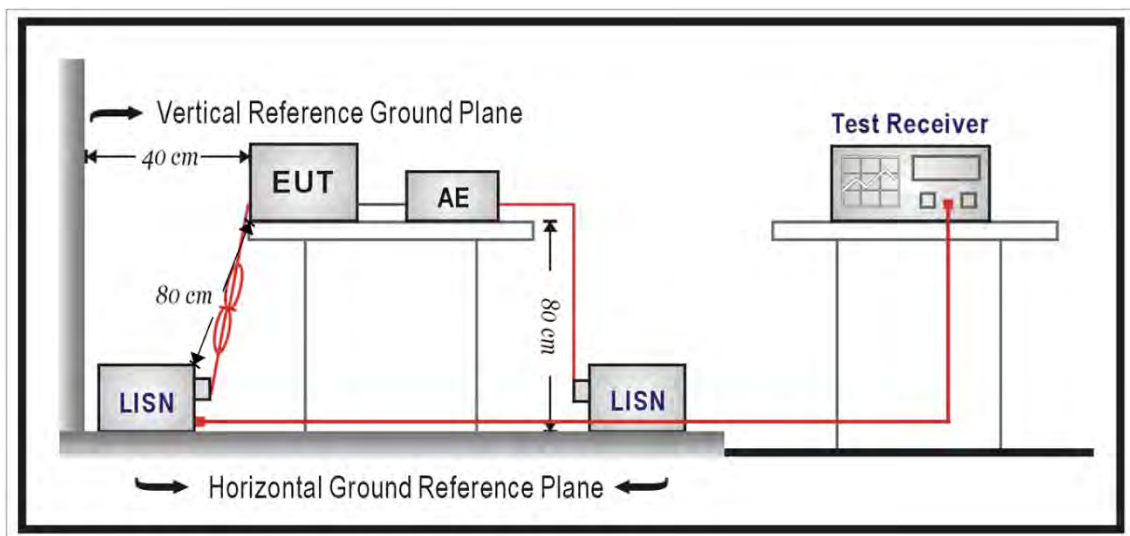 Vertical Reference Ground Plane
Test Receiver
40 cm
EUT
AE
80 cm
80 cm
LISN
LISN
Horizontal Ground Reference Plane